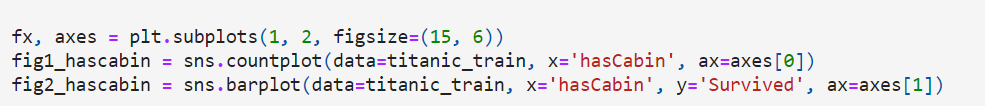 fx, axes = plt.subplots(1, 2, figsize=(15, 6))
fig1_hascabin = sns.countplot(data=titanic_train, x='hasCabin', ax=axes[0])
fig2_hascabin = sns.barplot(data=titanic_train, x='hasCabin', y='Survived', ax=axes[1])